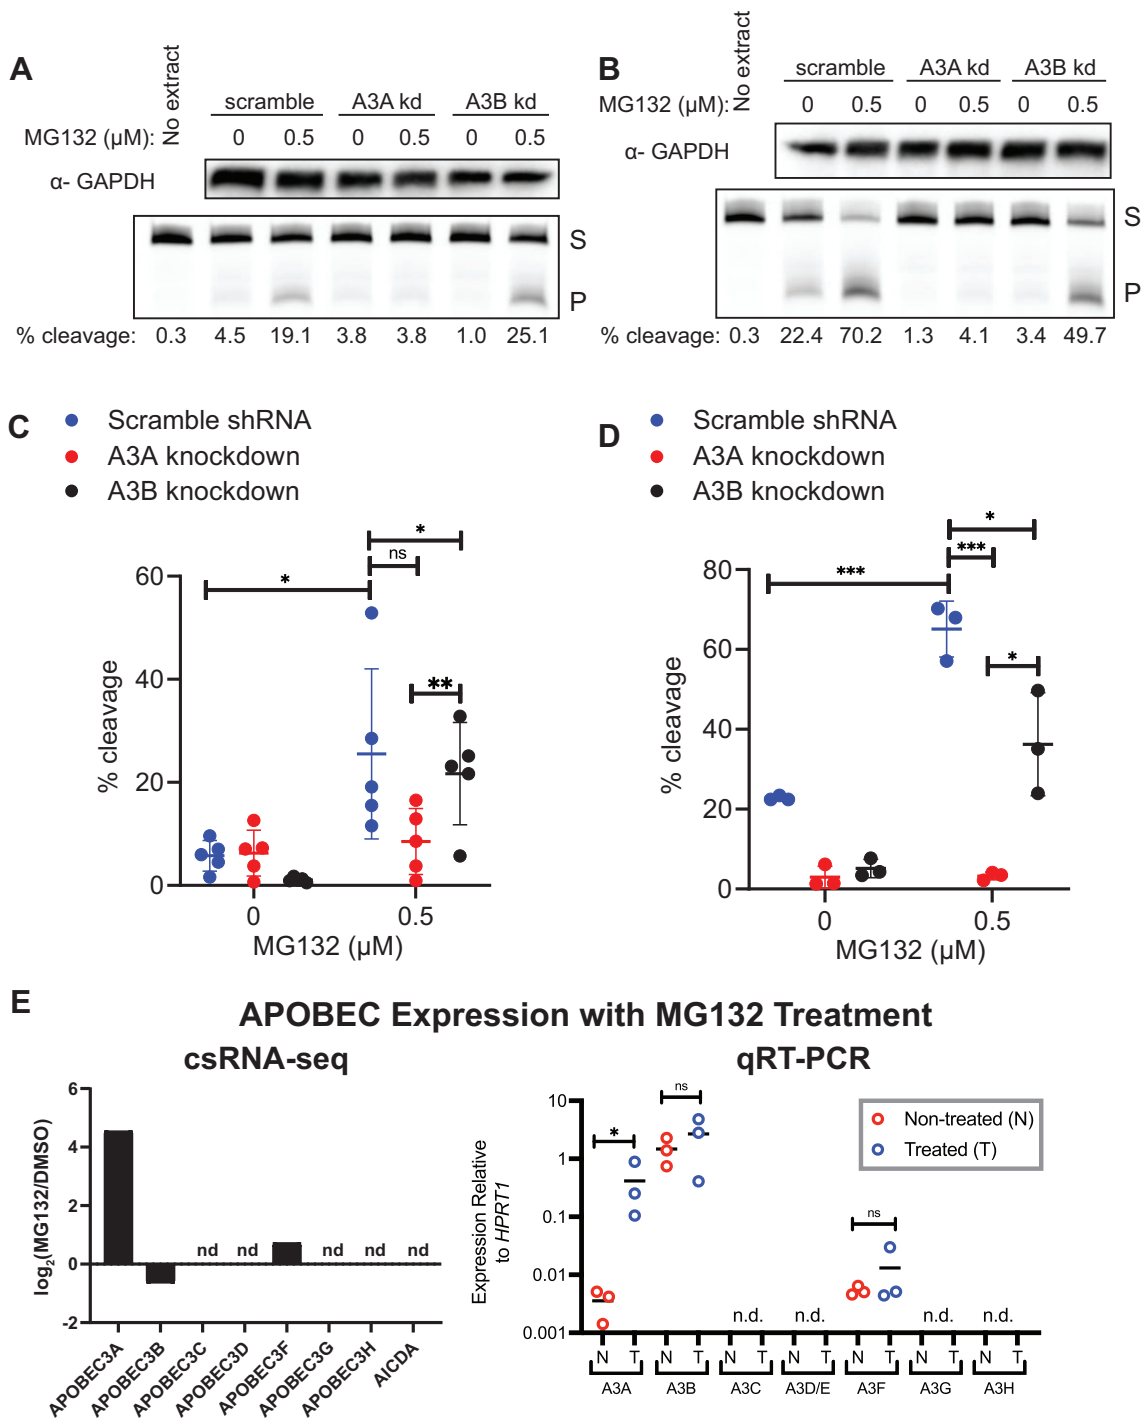 A
No extract
scramble A3A kd A3B kd
MG132 (µM): 0 0.5 0 0.5 0 0.5
α- GAPDH
S
P
% cleavage: 0.3 4.5 19.1 3.8 3.8 1.0 25.1
B
No extract
scramble A3A kd A3B kd
MG132 (µM): 0 0.5 0 0.5 0 0.5
α- GAPDH
S
P
% cleavage: 0.3 22.4 70.2 1.3 4.1 3.4 49.7
C
Scramble shRNA
A3A knockdown
A3B knockdown
*
ns
*
**
60
40
20
0
% cleavage
0 0.5
MG132 (µM)
D
Scramble shRNA
A3A knockdown
A3B knockdown
*
***
***
*
80
60
40
20
0
% cleavage
0 0.5
MG132 (µM)
E
APOBEC Expression with MG132 Treatment
csRNA-seq
log2(MG132/DMSO)
6
4
2
0
-2
nd nd nd nd nd
APOBEC3A
APOBEC3B
APOBEC3C
APOBEC3D
APOBEC3F
APOBEC3G
APOBEC3H
AICDA
qRT-PCR
Expression Relative
to HPRT1
10
1
0.1
0.01
0.001
* ns ns
n.d. n.d. n.d. n.d.
Non-treated (N)
Treated (T)
N T N T N T N T N T N T N T
A3A A3B A3C A3D/E A3F A3G A3H